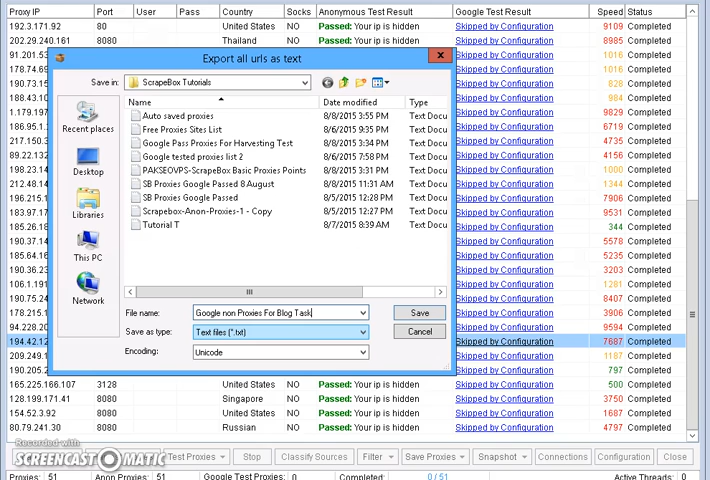 Proxy IP Port User Pass Country Socks Anonymous Test Result Google Test Result Speed Status
192.3.171.92 80 United States NO Passed: Your ip is hidden Skipped by Configuration 9109 Completed
202.29.240.161 8080 Thailand NO Passed: Your ip is hidden Skipped by Configuration 8985 Completed
91.201.53 Skipped by Configuration 1016 Completed
Export all urls as text
178.74.69 Skipped by Configuration 1016 Completed
Save in: ScrapeBox Tutorials
190.73.15 Skipped by Configuration 828 Completed
188.43.10 Skipped by Configuration 984 Completed
Name Date modified Type
1.179.197 Skipped by Configuration 9829 Completed
Auto saved proxies 8/8/2015 3:55 PM Text Docu
186.95.1 Skipped by Configuration 6719 Completed
Free Proxies Sites List 8/6/2015 9:35 PM Text Docu
Recent places
217.150.3 Skipped by Configuration 4735 Completed
Google Pass Proxies For Harvesting Test 8/8/2015 3:34 PM Text Docu
89.22.132 Skipped by Configuration 4156 Completed
Google tested proxies list 2 8/6/2015 7:58 PM Text Docu
198.23.14 Skipped by Configuration 1000 Completed
PAKSEOVPS-ScrapeBox Basic Proxies Points 8/8/2015 3:31 PM Text Docu
Desktop
212.48.14 Skipped by Configuration 1344 Completed
SB Proxies Google Passed 8 August 8/8/2015 11:31 AM Text Docu
196.215.1 Skipped by Configuration 7906 Completed
SB Proxies Google Passed 8/5/2015 12:28 PM Text Docu
183.97.17 Skipped by Configuration 9531 Completed
Scrapebox-Anon-Proxies-1 - Copy 8/5/2015 12:27 PM Text Docu
Libraries
185.26.18 Skipped by Configuration 344 Completed
Tutorial T 8/7/2015 8:39 AM Text Docu
190.37.14 Skipped by Configuration 5578 Completed
185.64.16 Skipped by Configuration 5235 Completed
This PC
190.36.23 Skipped by Configuration 3203 Completed
106.1.191 Skipped by Configuration 1281 Completed
190.75.24 Skipped by Configuration 8407 Completed
Network
178.215.1 Skipped by Configuration 3906 Completed
File name: Google non Proxies For Blog Task Save
94.228.20 Skipped by Configuration 9594 Completed
Save as type: Text files (*.txt) Cancel
194.42.12 Skipped by Configuration 7687 Completed
Encoding: Unicode
209.249.1 Skipped by Configuration 1187 Completed
190.205.2 Skipped by Configuration 797 Completed
165.225.166.107 3128 United States NO Passed: Your ip is hidden Skipped by Configuration 500 Completed
128.199.171.41 8080 Singapore NO Passed: Your ip is hidden Skipped by Configuration 3750 Completed
154.52.3.92 8080 United States NO Passed: Your ip is hidden Skipped by Configuration 1687 Completed
80.79.241.30 8080 Russian NO Passed: Your ip is hidden Skipped by Configuration 4797 Completed
Recorded with
SCREENCAST MATIC
Test Proxies Stop Classify Sources Filter Save Proxies Snapshot Connections Configuration Close
Proxies: 51 Anon Proxies: 51 Google Test Proxies: 0 Completed: 0/51 Active Threads: 0